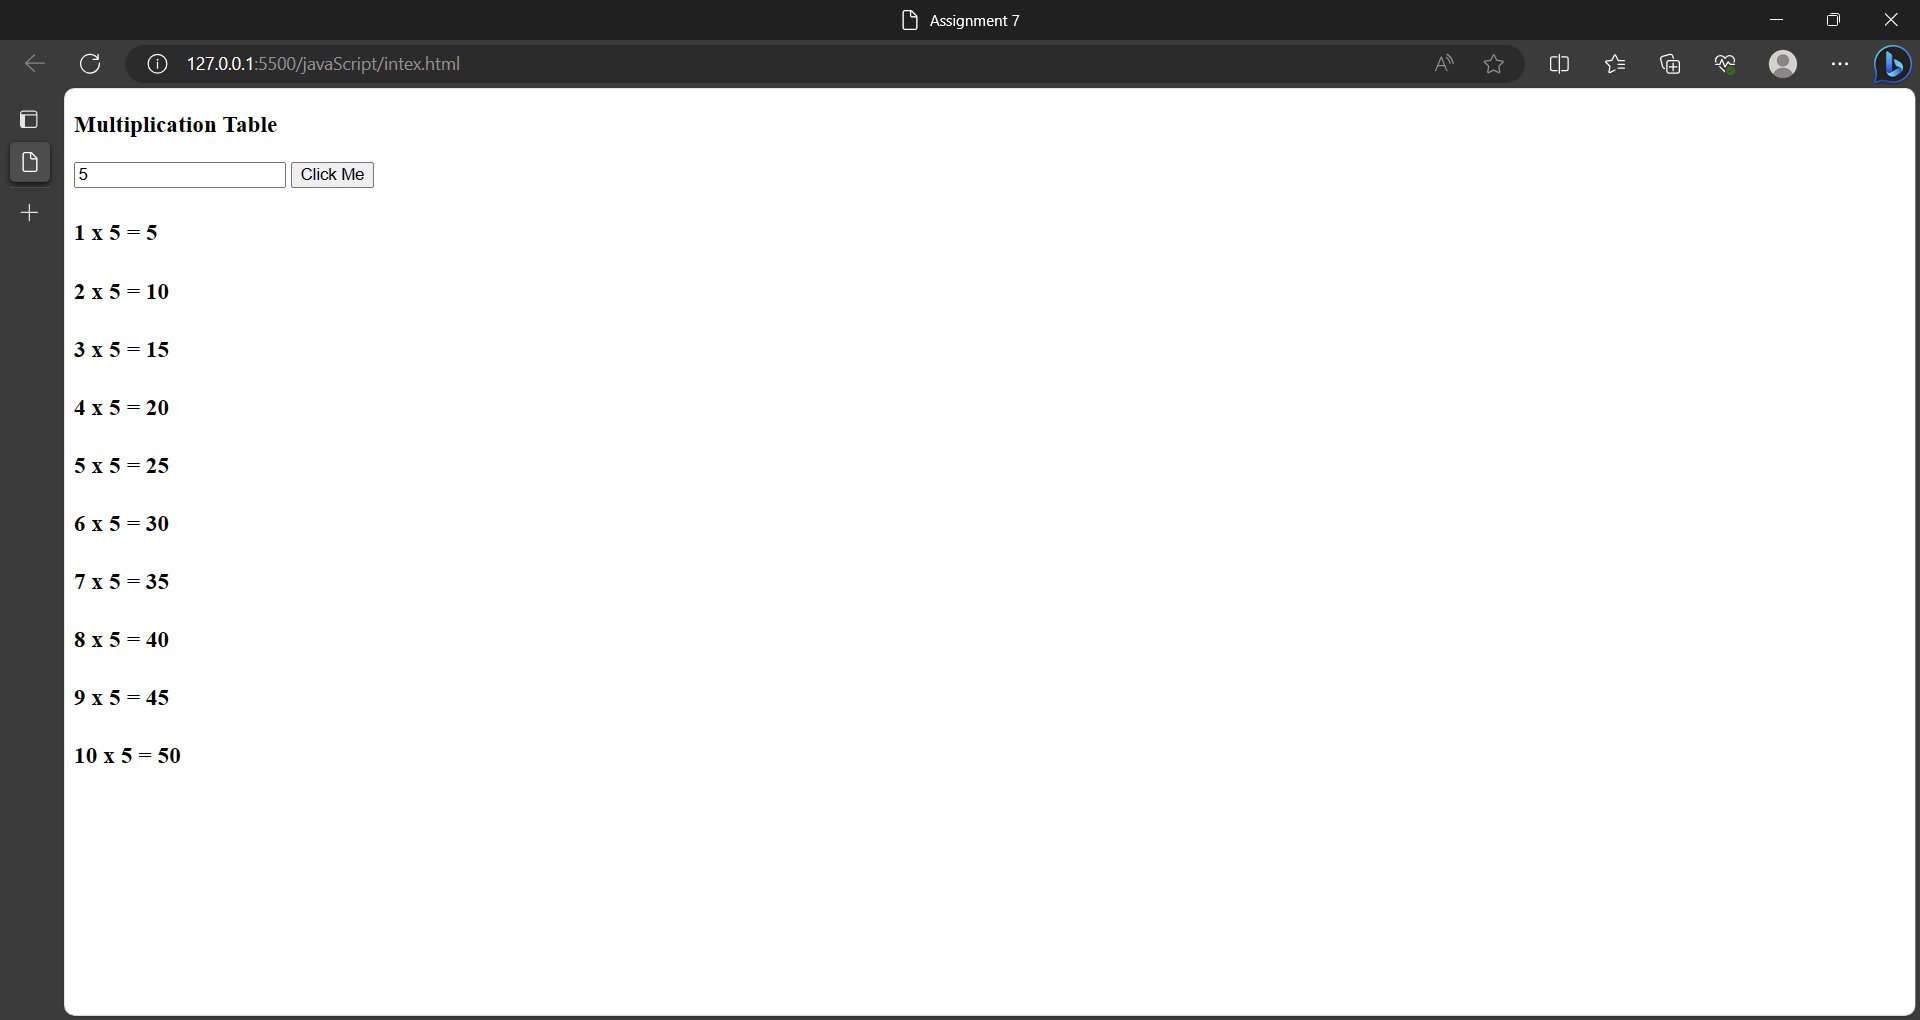 Assignment 7
127.0.0.1:5500/javaScript/intex.html
Multiplication Table
5 Click Me
1 x 5 = 5
2 x 5 = 10
3 x 5 = 15
4 x 5 = 20
5 x 5 = 25
6 x 5 = 30
7 x 5 = 35
8 x 5 = 40
9 x 5 = 45
10 x 5 = 50